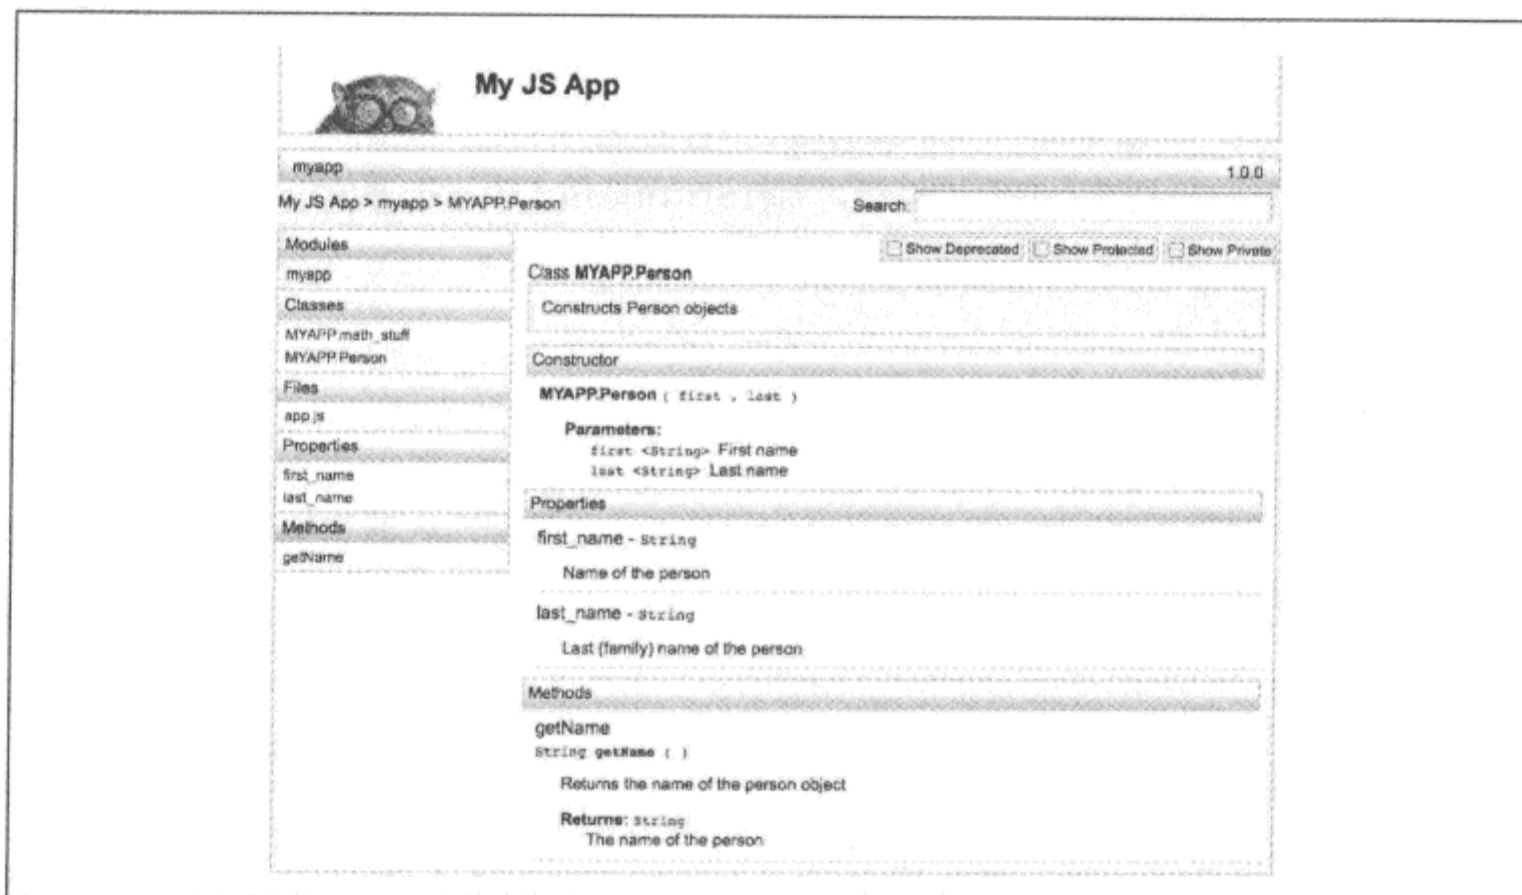 My JS App
myapp 1.0.0
My JS App > myapp > MYAPP.Person Search:
Show Deprecated Show Protected Show Private
Modules
myapp
Classes
MYAPP.math_stuff
MYAPP.Person
Files
app.js
Properties
first_name
last_name
Methods
getName
Class MYAPP.Person
Constructs Person objects
Constructor
MYAPP.Person ( first , last )
Parameters:
first <String> First name
last <String> Last name
Properties
first_name - String
Name of the person
last_name - String
Last (family) name of the person
Methods
getName
String getName ( )
Returns the name of the person object
Returns: String
The name of the person